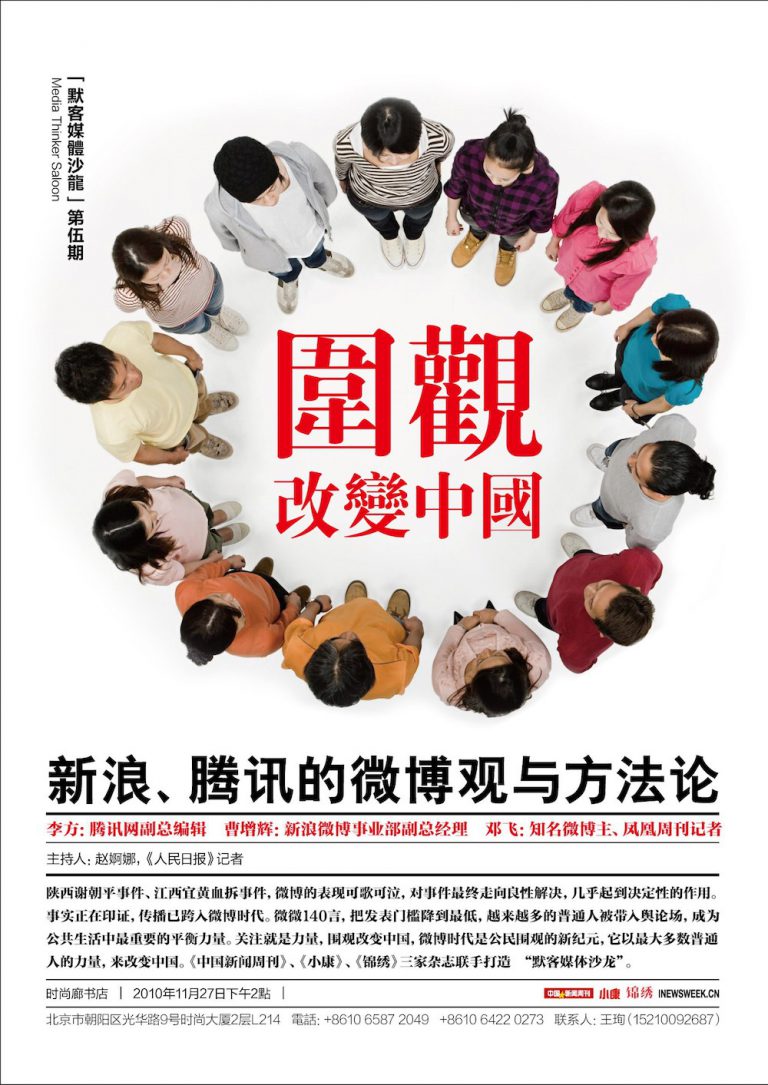 「默客媒體沙龍」第伍期
Media Thinker Saloon
圍觀
改變中國
新浪、腾讯的微博观与方法论
李方：腾讯网副总编辑 曹增辉：新浪微博事业部副总经理 邓飞：知名微博主、凤凰周刊记者
主持人：赵婀娜，《人民日报》记者
陕西谢朝平事件、江西宜黄血拆事件，微博的表现可歌可泣，对事件最终走向良性解决，几乎起到决定性的作用。
事实正在印证，传播已跨入微博时代。微微140言，把发表门槛降到最低，越来越多的普通人被带入舆论场，成为
公共生活中最重要的平衡力量。关注就是力量，围观改变中国，微博时代是公民围观的新纪元，它以最大多数普通
人的力量，来改变中国。《中国新闻周刊》、《小康》、《锦绣》三家杂志联手打造 “默客媒体沙龙”。
时尚廊书店 | 2010年11月27日下午2點 |
中国新闻周刊 小康 锦绣 INEWSWEEK.CN
北京市朝阳区光华路9号时尚大厦2层L214 電話：+8610 6587 2049 +8610 6422 0273 联系人：王珣（15210092687）